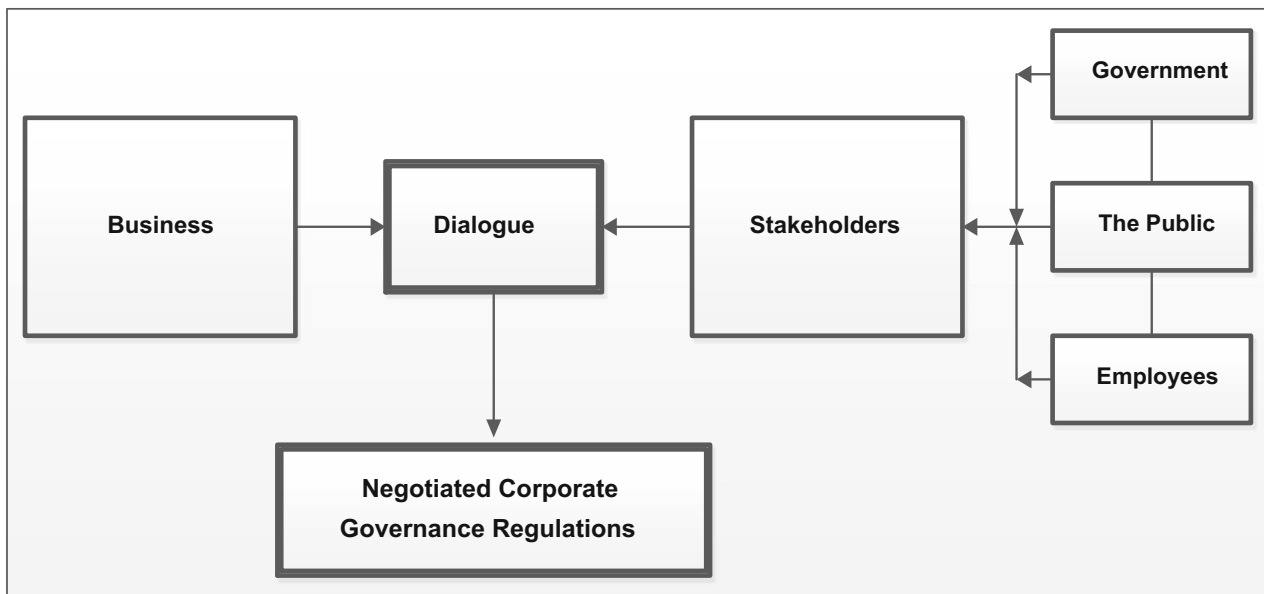 Government
Business
Dialogue
Stakeholders
The Public
Employees
Negotiated Corporate
Governance Regulations